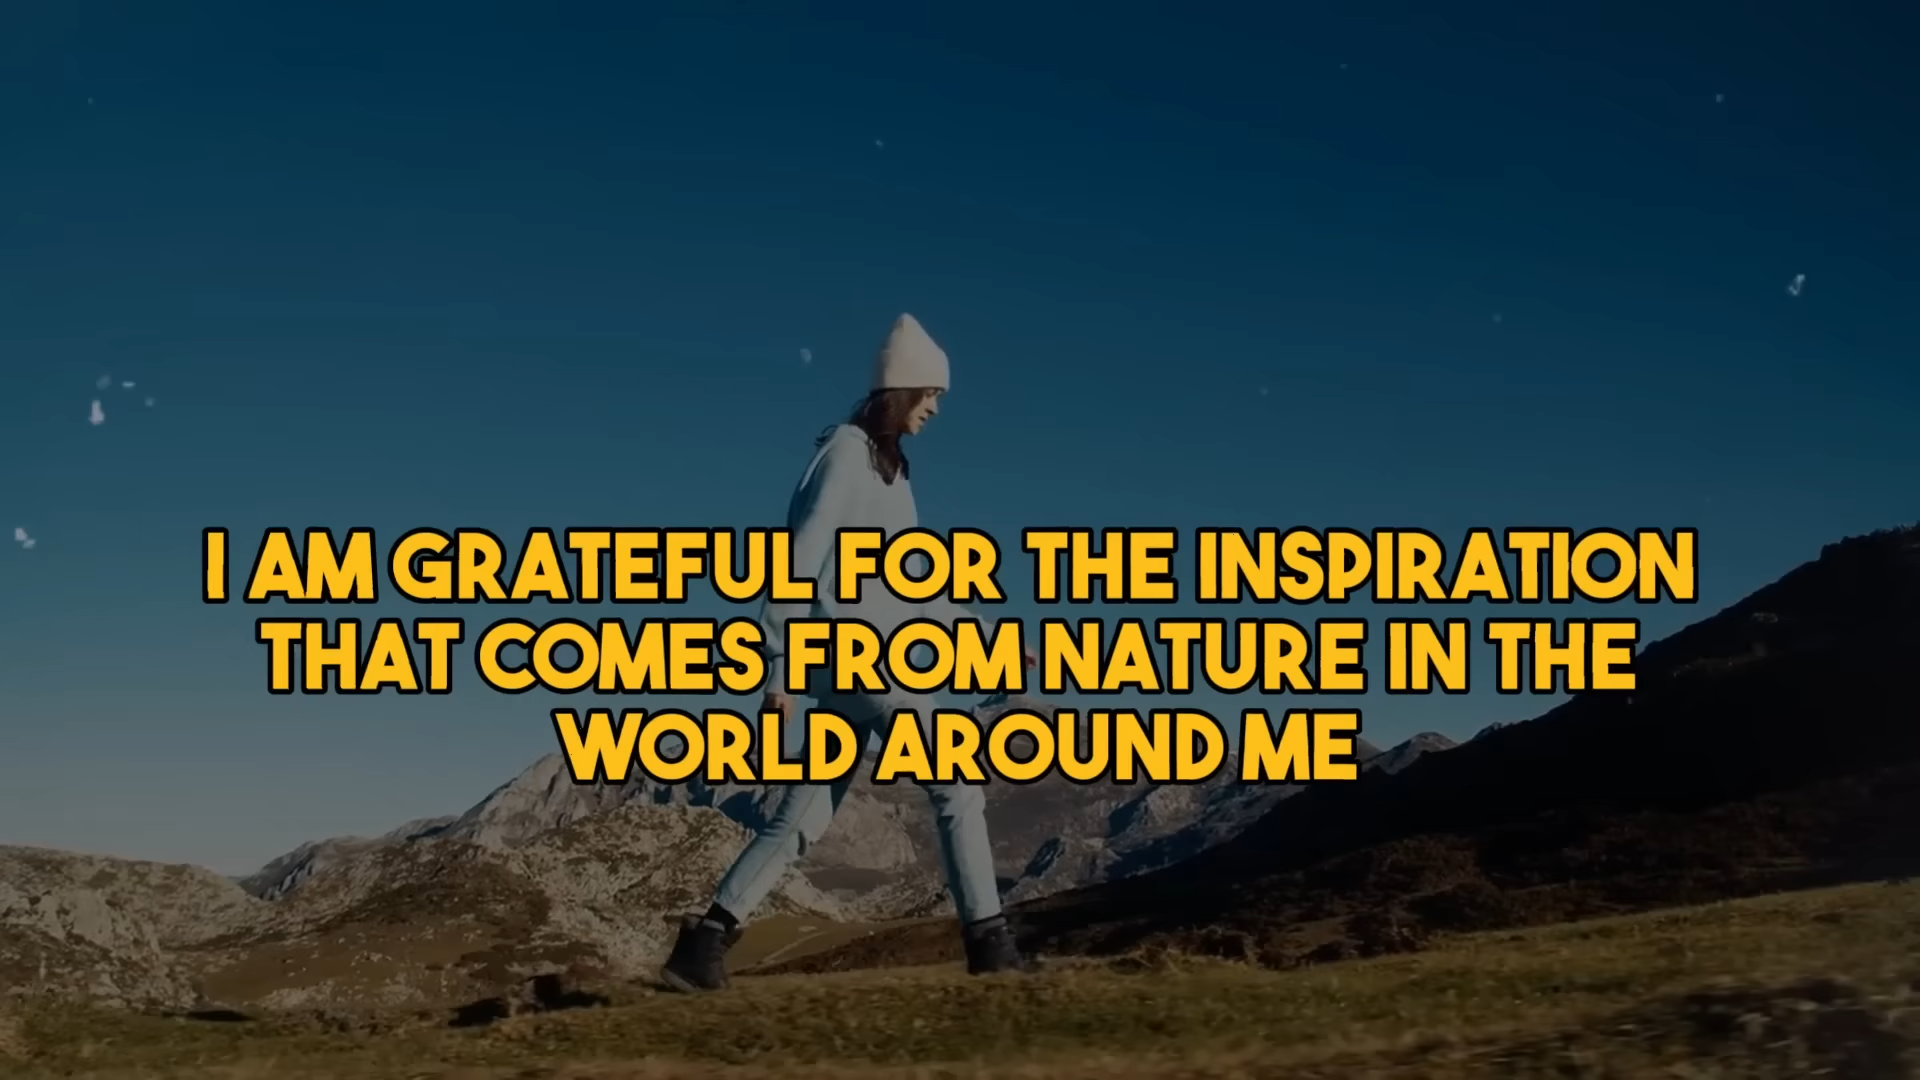 I AM GRATEFUL FOR THE INSPIRATION
THAT COMES FROM NATURE IN THE
WORLD AROUND ME